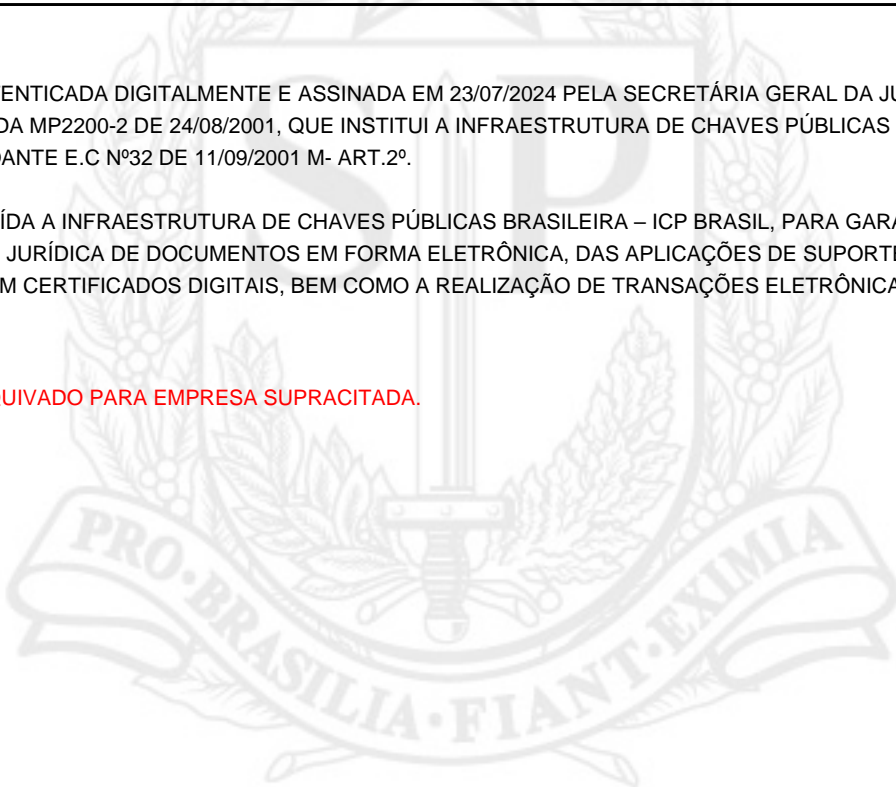 ENTICADA DIGITALMENTE E ASSINADA EM 23/07/2024 PELA SECRETÁRIA GERAL DA JU
DA MP2200-2 DE 24/08/2001, QUE INSTITUI A INFRAESTRUTURA DE CHAVES PÚBLICAS
DANTE E.C Nº32 DE 11/09/2001 M- ART.2º.
ÍDA A INFRAESTRUTURA DE CHAVES PÚBLICAS BRASILEIRA – ICP BRASIL, PARA GARA
JURÍDICA DE DOCUMENTOS EM FORMA ELETRÔNICA, DAS APLICAÇÕES DE SUPORTE
M CERTIFICADOS DIGITAIS, BEM COMO A REALIZAÇÃO DE TRANSAÇÕES ELETRÔNICA
QUIVADO PARA EMPRESA SUPRACITADA.
SP
PRO·BRASILIA·FIANT·EXIMIA